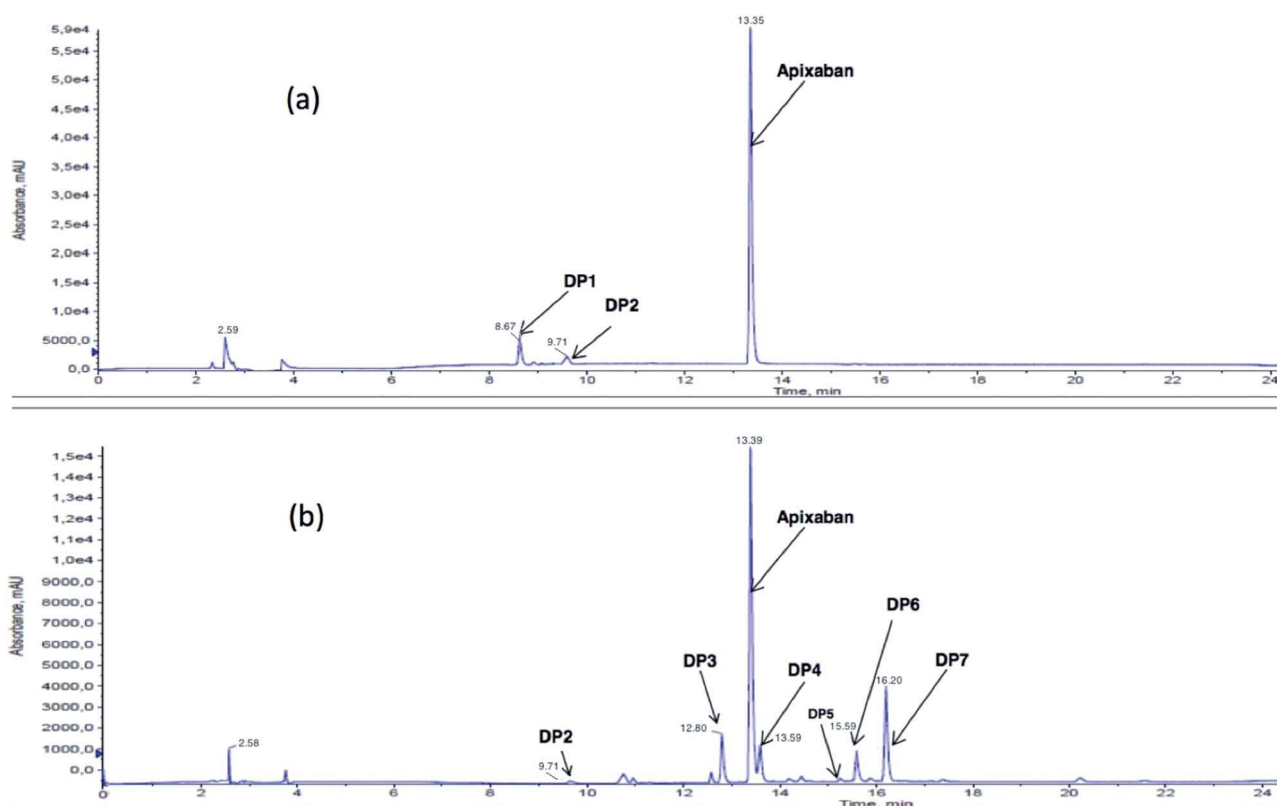 5,9e4
13.35
5,5e4
5,0e4
Apixaban
(a)
4,5e4
4,0e4
3,5e4
Absorbance, mAU
3,0e4
2,5e4
2,0e4
1,5e4
DP1
DP2
1,0e4
2.59
8.67
5000,0
9.71
0,0
0 2 4 6 8 10 12 14 16 18 20 22 24
Time, min
13.39
1,5e4
1,4e4
1,3e4
(b)
Apixaban
1,2e4
1,1e4
1,0e4
9000,0
8000,0
DP6
7000,0
Absorbance, mAU
6000,0
DP3
DP4
DP7
5000,0
16.20
4000,0
3000,0
DP5
12.80
15.59
2000,0
DP2
13.59
1000,0
2.58
9.71
0,0
0 2 4 6 8 10 12 14 16 18 20 22 24
Time, min